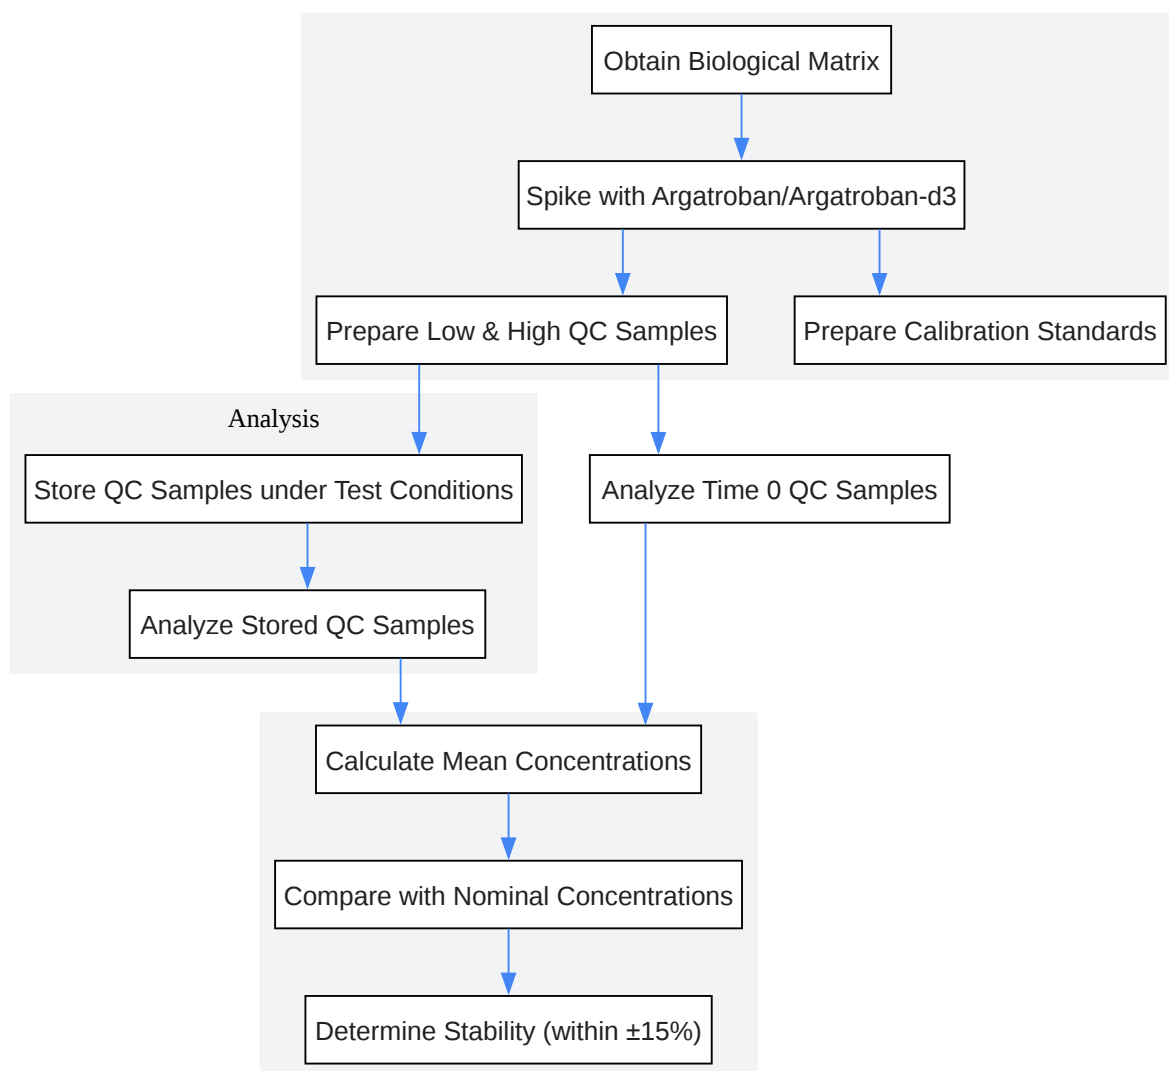 Obtain Biological Matrix
Spike with Argatroban/Argatroban-d3
Prepare Low & High QC Samples
Prepare Calibration Standards
Analysis
Store QC Samples under Test Conditions
Analyze Time 0 QC Samples
Analyze Stored QC Samples
Calculate Mean Concentrations
Compare with Nominal Concentrations
Determine Stability (within ±15%)